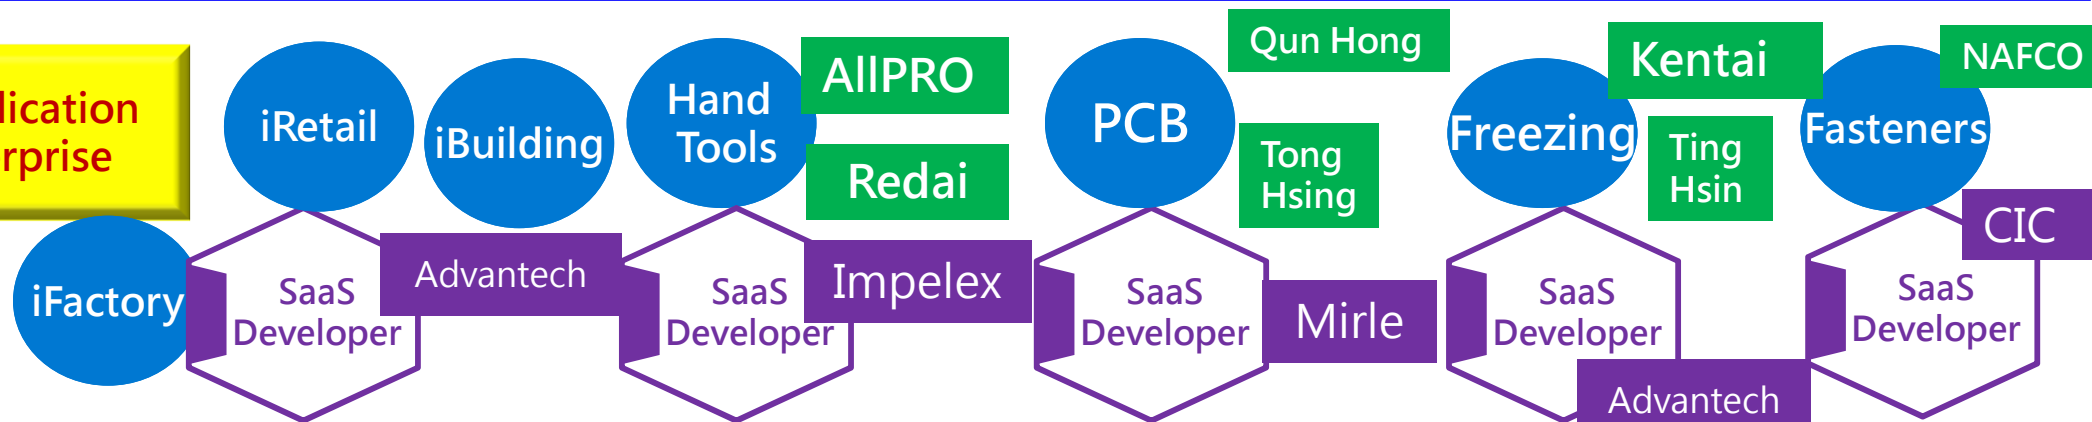 lication
rprise
iFactory
iRetail
iBuilding
SaaS
Developer
Advantech
Hand
Tools
AllPRO
Redai
SaaS
Developer
Impelex
PCB
Qun Hong
Tong
Hsing
SaaS
Developer
Mirle
Freezing
Kentai
Ting
Hsin
SaaS
Developer
Advantech
Fasteners
NAFCO
CIC
SaaS
Developer